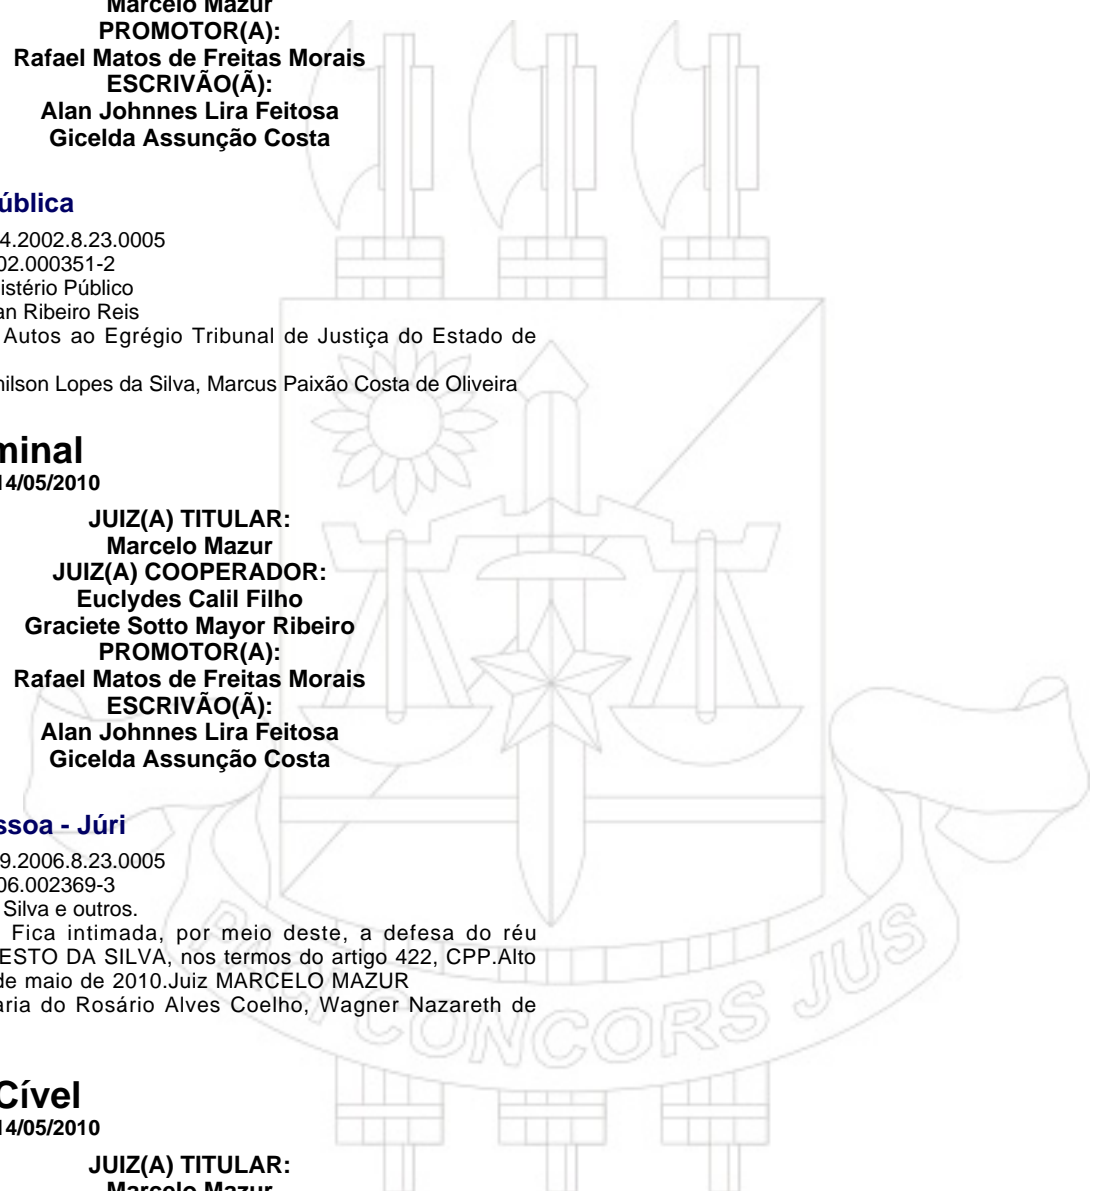 Marcelo Mazur
PROMOTOR(A):
Rafael Matos de Freitas Morais
ESCRIVÃO(Ã):
Alan Johnnes Lira Feitosa
Gicelda Assunção Costa
ública
4.2002.8.23.0005
02.000351-2
istério Público
an Ribeiro Reis
Autos ao Egrégio Tribunal de Justiça do Estado de
nilson Lopes da Silva, Marcus Paixão Costa de Oliveira
minal
14/05/2010
JUIZ(A) TITULAR:
Marcelo Mazur
JUIZ(A) COOPERADOR:
Euclydes Calil Filho
Graciete Sotto Mayor Ribeiro
PROMOTOR(A):
Rafael Matos de Freitas Morais
ESCRIVÃO(Ã):
Alan Johnnes Lira Feitosa
Gicelda Assunção Costa
ssoa - Júri
9.2006.8.23.0005
06.002369-3
Silva e outros.
Fica intimada, por meio deste, a defesa do réu
ESTO DA SILVA, nos termos do artigo 422, CPP.Alto
de maio de 2010.Juiz MARCELO MAZUR
aria do Rosário Alves Coelho, Wagner Nazareth de
PACI CONCORS JUS
Cível
14/05/2010
JUIZ(A) TITULAR:
Marcelo Mazur